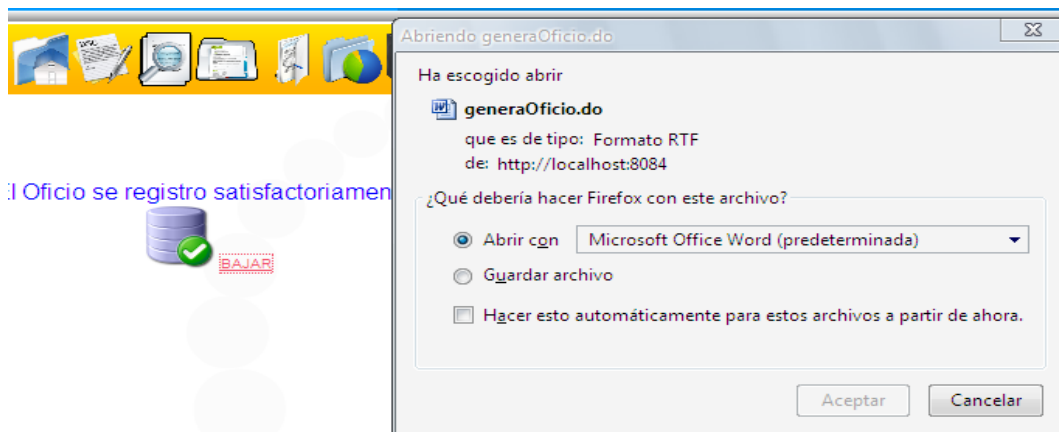 Abriendo generaOficio.do
Ha escogido abrir
generaOficio.do
que es de tipo: Formato RTF
de: http://localhost:8084
¿Qué debería hacer Firefox con este archivo?
Abrir con Microsoft Office Word (predeterminada)
Guardar archivo
Hacer esto automáticamente para estos archivos a partir de ahora.
Aceptar Cancelar
El Oficio se registro satisfactoriamen
BAJAR